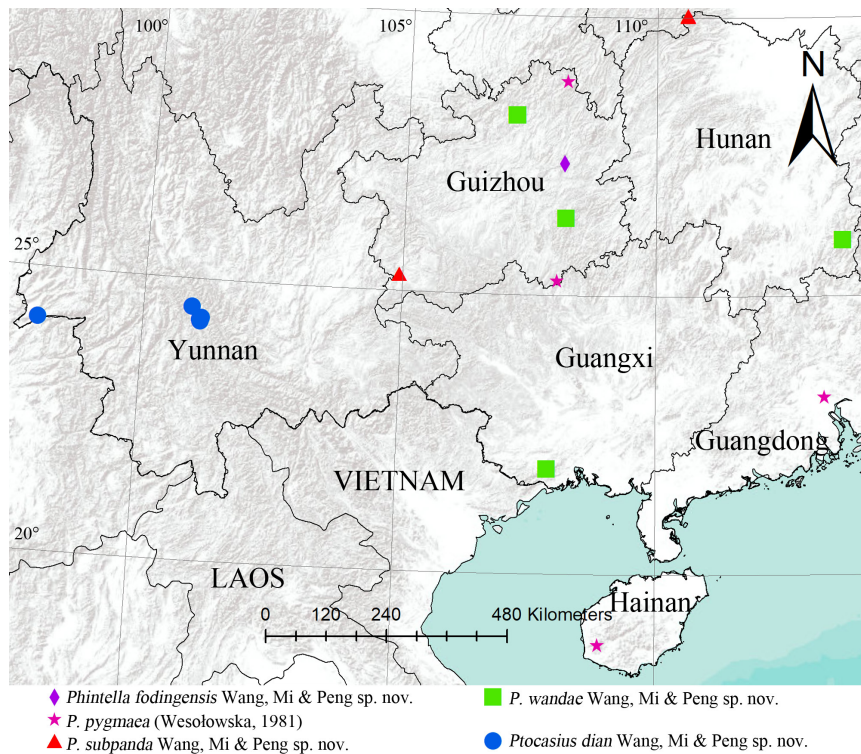 100° 105° 110°
N
Hunan
Guizhou
25°
Yunnan
Guangxi
Guangdong
VIETNAM
20°
LAOS
Hainan
0 120 240 480 Kilometers
Phintella fodingensis Wang, Mi & Peng sp. nov.
P. pygmaea (Wesołowska, 1981)
P. subpanda Wang, Mi & Peng sp. nov.
P. wandae Wang, Mi & Peng sp. nov.
Ptocasius dian Wang, Mi & Peng sp. nov.